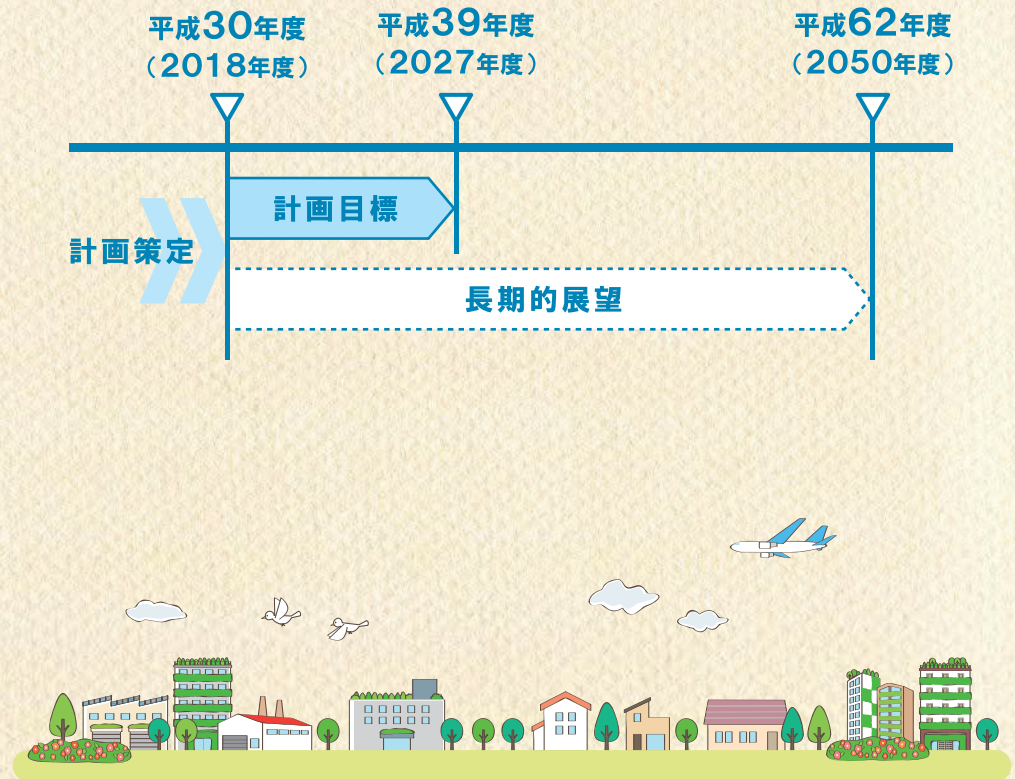 平成30年度
(2018年度)
平成39年度
(2027年度)
平成62年度
(2050年度)
計画目標
計画策定
長期的展望